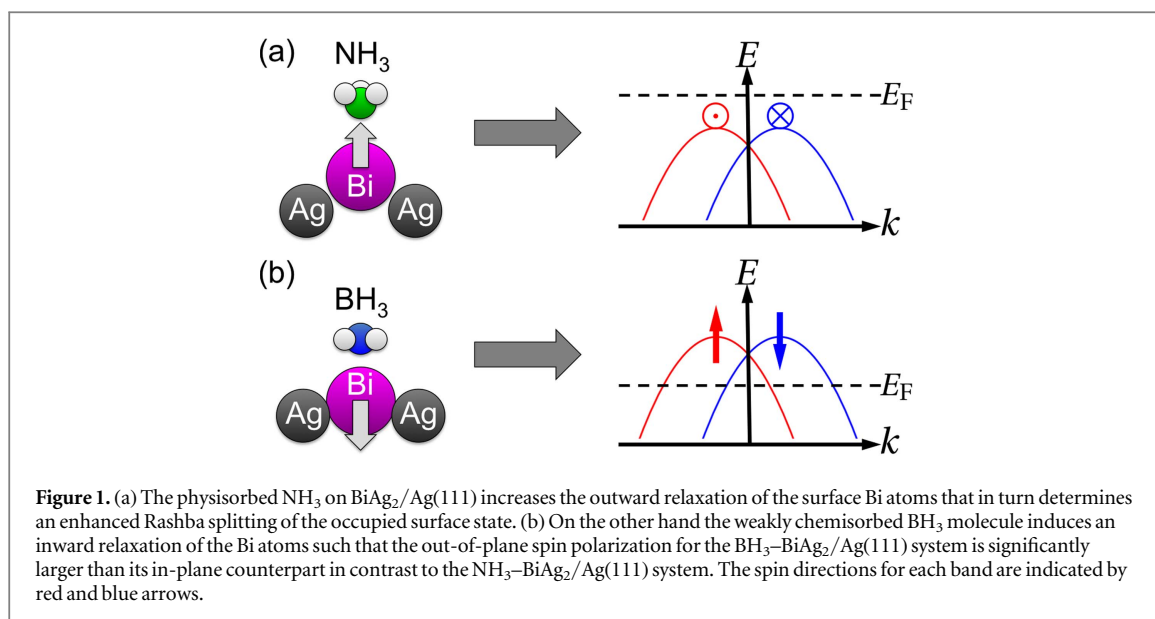 (a)
NH₃
Bi
Ag Ag
E
E_F
⊙ ⊗
k
(b)
BH₃
Bi
Ag Ag
E
E_F
k
Figure 1. (a) The physisorbed NH₃ on BiAg₂/Ag(111) increases the outward relaxation of the surface Bi atoms that in turn determines
an enhanced Rashba splitting of the occupied surface state. (b) On the other hand the weakly chemisorbed BH₃ molecule induces an
inward relaxation of the Bi atoms such that the out-of-plane spin polarization for the BH₃–BiAg₂/Ag(111) system is significantly
larger than its in-plane counterpart in contrast to the NH₃–BiAg₂/Ag(111) system. The spin directions for each band are indicated by
red and blue arrows.